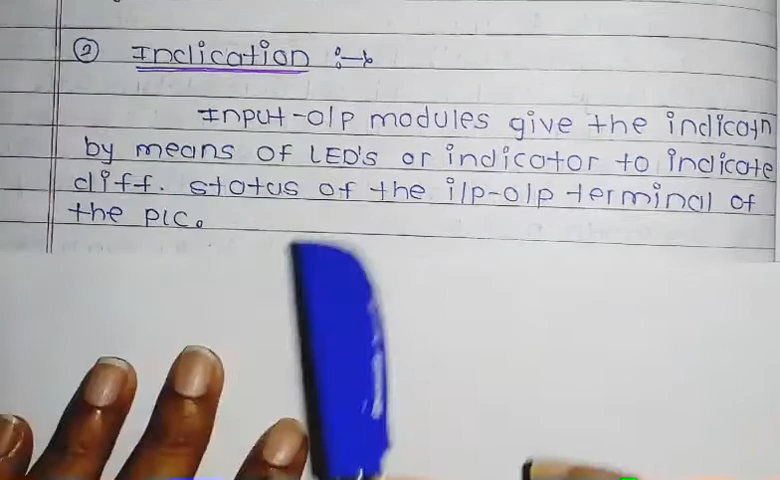 ② Indication :→
Input-o/p modules give the indicatn
by means of LED'S or indicator to indicate
diff. status of the i/p-o/p terminal of
the PLC.